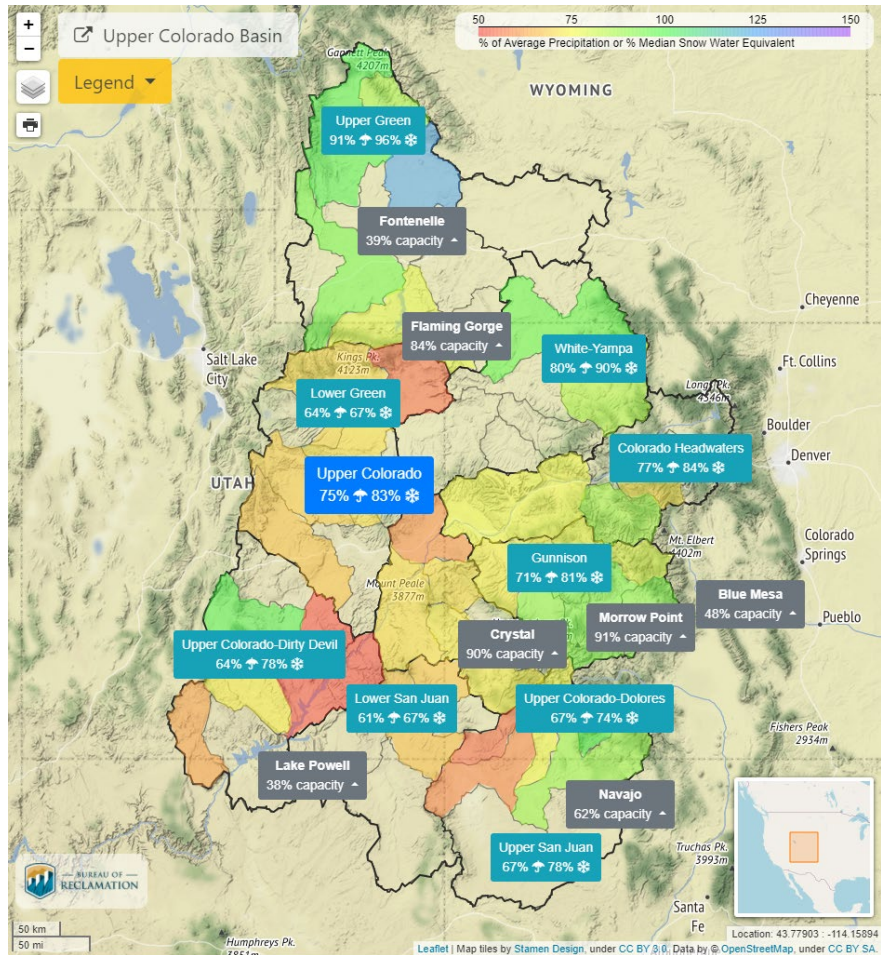 +
−
Upper Colorado Basin
Legend
50 75 100 125 150
% of Average Precipitation or % Median Snow Water Equivalent
Gannett Peak
4207m
WYOMING
Upper Green
91% 96%
Fontenelle
39% capacity
Cheyenne
Flaming Gorge
84% capacity
Salt Lake
City
Kings Pk.
4123m
White-Yampa
80% 90%
Ft. Collins
Longs Pk.
4346m
Lower Green
64% 67%
Boulder
Colorado Headwaters
77% 84%
Denver
UTAH
Upper Colorado
75% 83%
Mt. Elbert
4402m
Colorado
Springs
Gunnison
71% 81%
Mount Peale
3877m
Blue Mesa
48% capacity
Morrow Point
91% capacity
Pueblo
Crystal
90% capacity
Upper Colorado-Dirty Devil
64% 78%
Lower San Juan
61% 67%
Upper Colorado-Dolores
67% 74%
Fishers Peak
2934m
Lake Powell
38% capacity
Navajo
62% capacity
Upper San Juan
67% 78%
Truchas Pk.
3993m
BUREAU OF
RECLAMATION
Santa
Fe
50 km
50 mi
Humphreys Pk.
3851m
Location: 43.77903 : -114.15894
Leaflet | Map tiles by Stamen Design, under CC BY 3.0. Data by © OpenStreetMap, under CC BY SA.